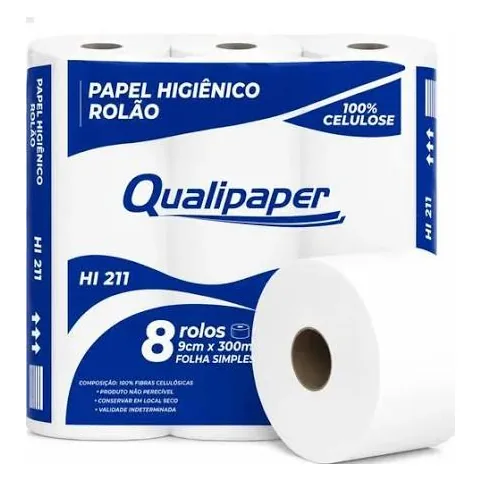 PAPEL HIGIÊNICO
ROLÃO
100%
CELULOSE
Qualipaper
HI 211
8 rolos
9cm x 300m
FOLHA SIMPLES
COMPOSIÇÃO: 100% FIBRAS CELULÓSICAS
• PRODUTO NÃO PERECÍVEL
• CONSERVAR EM LOCAL SECO
• VALIDADE INDETERMINADA
PAPEL HIGIÊNICO
ROLÃO
HI 211
HI 211